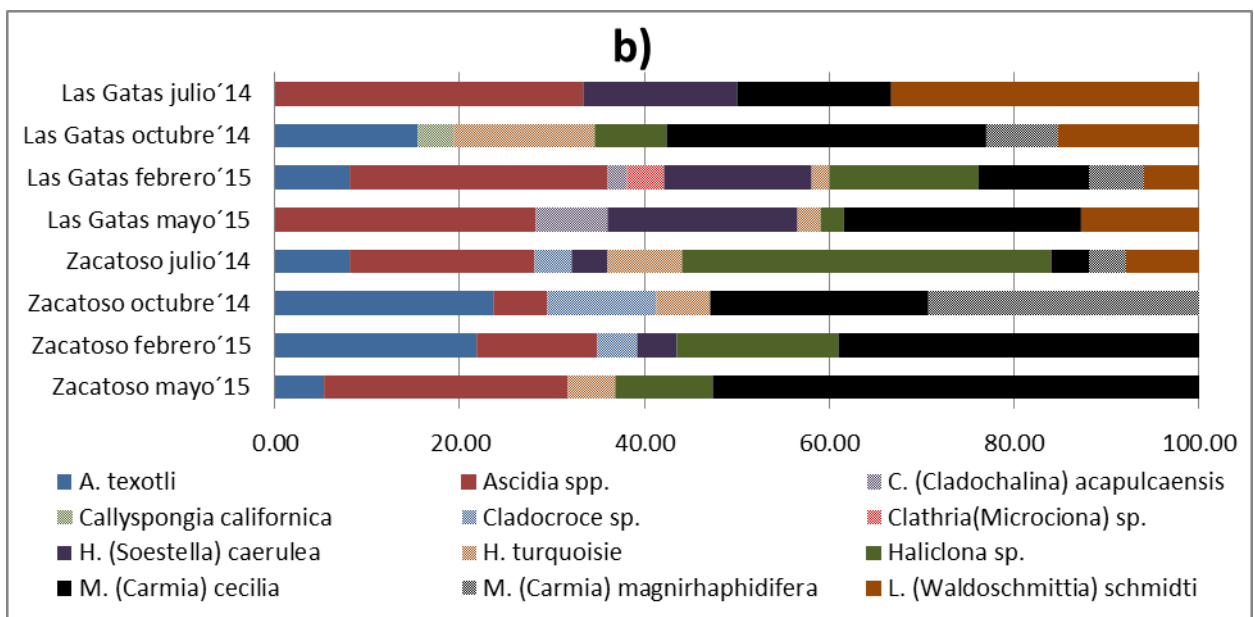 b)
Las Gatas julio´14
Las Gatas octubre´14
Las Gatas febrero´15
Las Gatas mayo´15
Zacatoso julio´14
Zacatoso octubre´14
Zacatoso febrero´15
Zacatoso mayo´15
0.00 20.00 40.00 60.00 80.00 100.00
A. texotli Ascidia spp. C. (Cladochalina) acapulcaensis
Callyspongia californica Cladocroce sp. Clathria(Microciona) sp.
H. (Soestella) caerulea H. turquoisie Haliclona sp.
M. (Carmia) cecilia M. (Carmia) magnirhaphidifera L. (Waldoschmittia) schmidti